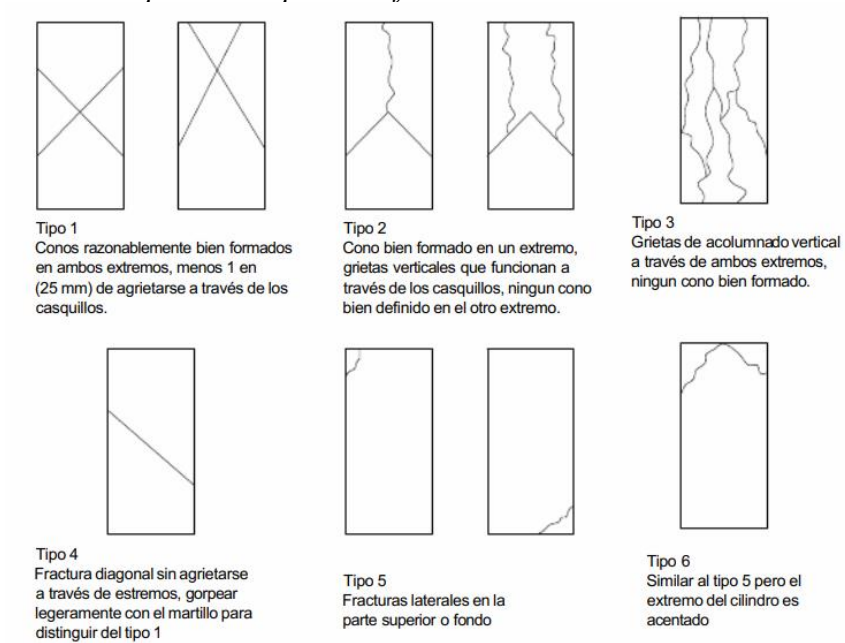 Tipo 1
Conos razonablemente bien formados
en ambos extremos, menos 1 en
(25 mm) de agrietarse a través de los
casquillos.
Tipo 2
Cono bien formado en un extremo,
grietas verticales que funcionan a
través de los casquillos, ningun cono
bien definido en el otro extremo.
Tipo 3
Grietas de acolumnado vertical
a través de ambos extremos,
ningun cono bien formado.
Tipo 4
Fractura diagonal sin agrietarse
a través de estremos, gorpear
legeramente con el martillo para
distinguir del tipo 1
Tipo 5
Fracturas laterales en la
parte superior o fondo
Tipo 6
Similar al tipo 5 pero el
extremo del cilindro es
acentado